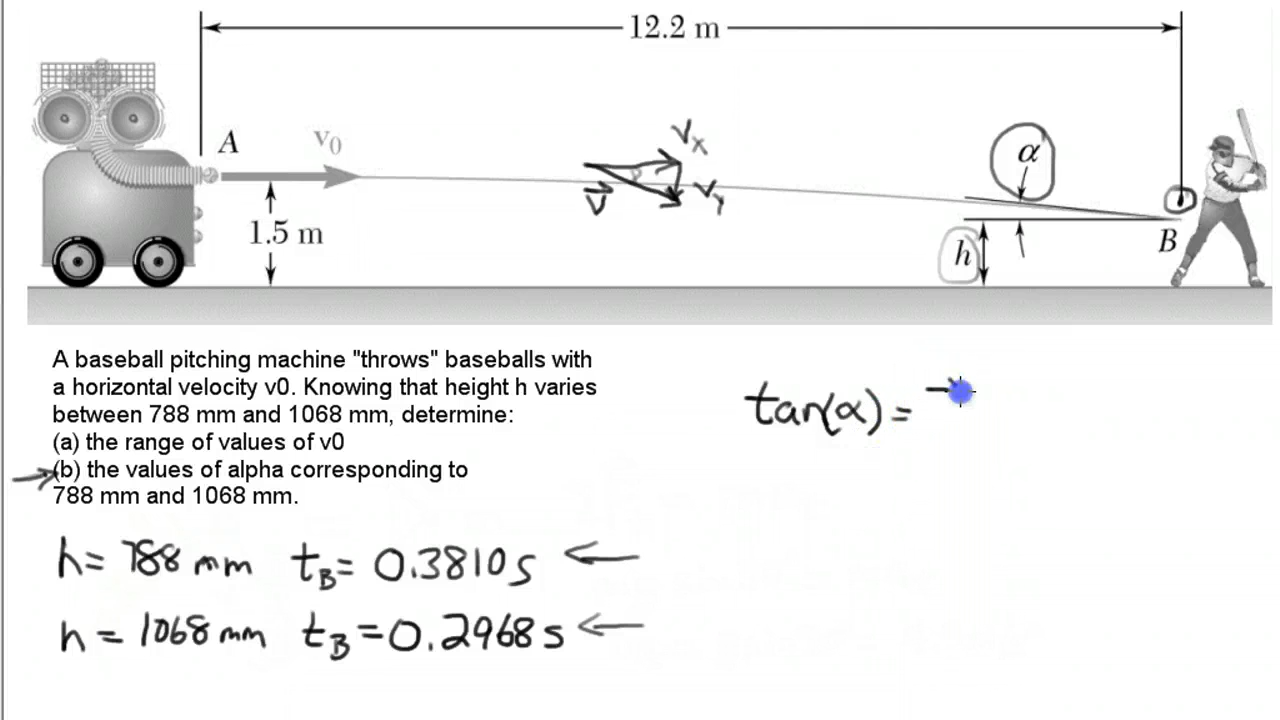 12.2 m
A
v0
vx
α
v
vy
1.5 m
h
B
A baseball pitching machine "throws" baseballs with
a horizontal velocity v0. Knowing that height h varies
between 788 mm and 1068 mm, determine:
(a) the range of values of v0
(b) the values of alpha corresponding to
788 mm and 1068 mm.
tan(α) = -
h = 788 mm tB = 0.3810 s
h = 1068 mm tB = 0.2968 s